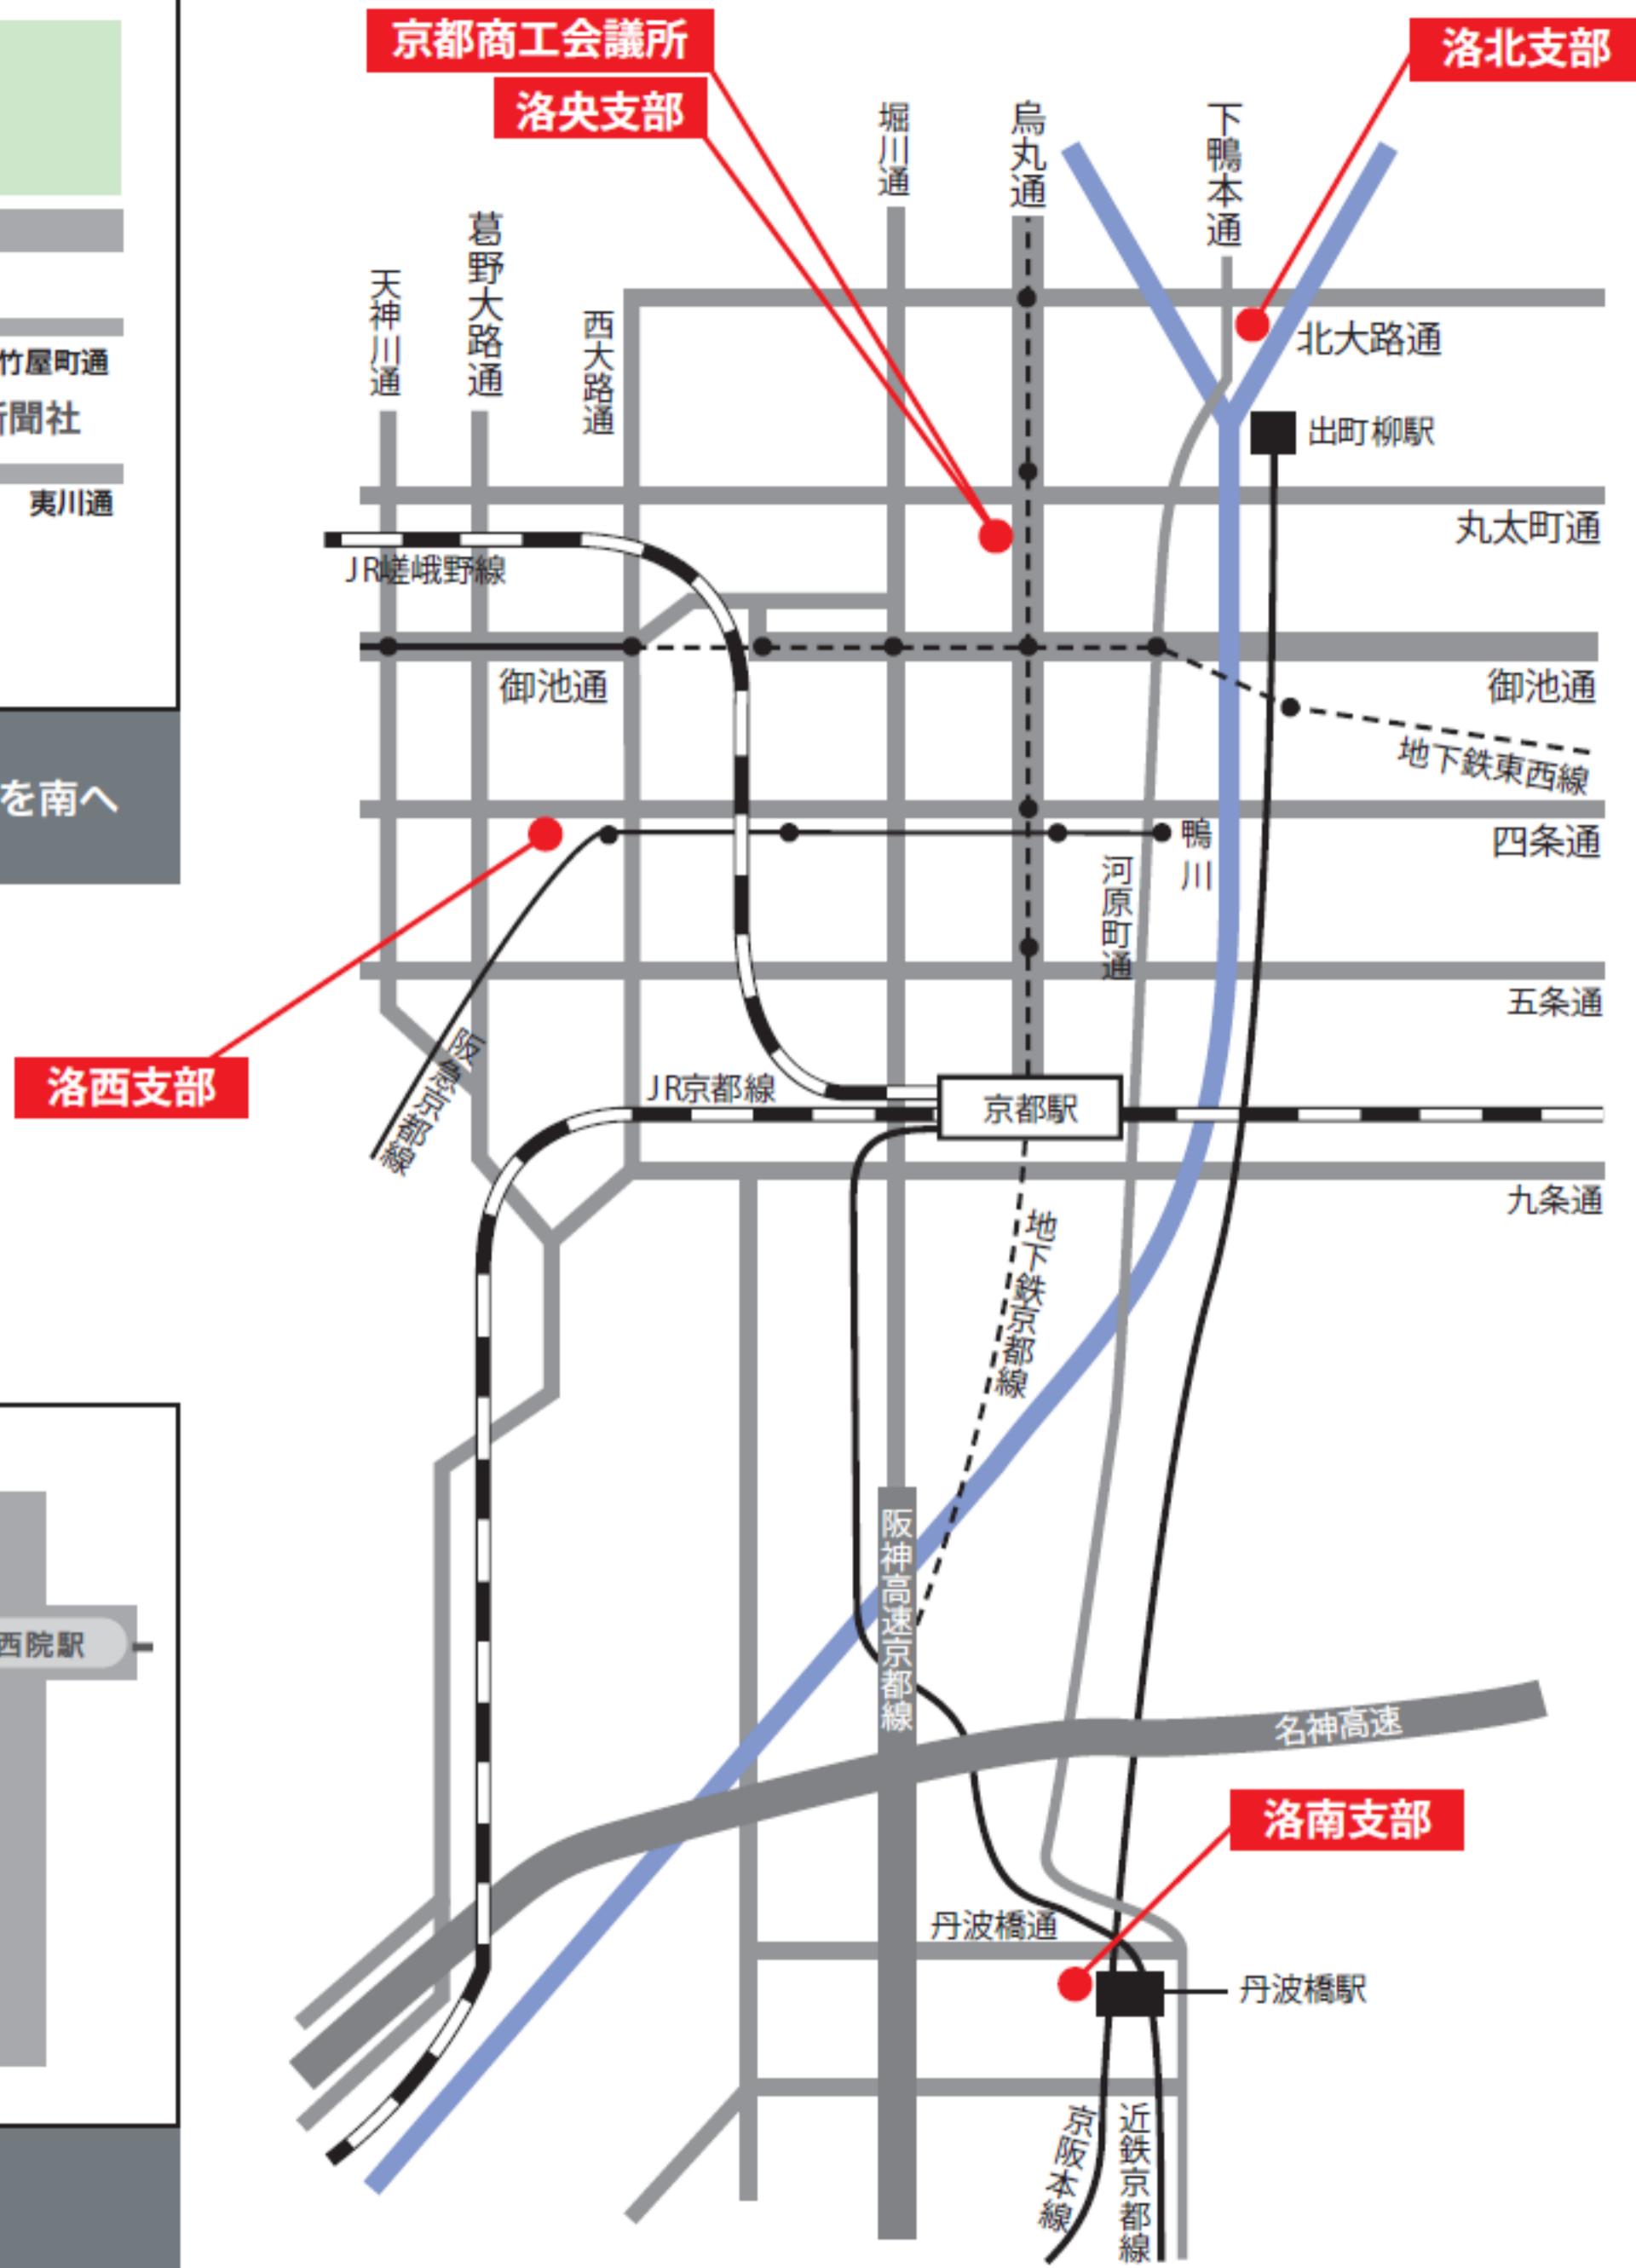 京都商工会議所
洛央支部
洛北支部
堀川通
烏丸通
下鴨本通
葛野大路通
天神川通
西大路通
北大路通
竹屋町通
聞社
出町柳駅
夷川通
丸太町通
JR嵯峨野線
御池通
御池通
地下鉄東西線
を南へ
四条通
鴨川
河原町通
五条通
阪急京都線
洛西支部
JR京都線
京都駅
九条通
地下鉄京都線
阪神高速京都線
西院駅
名神高速
洛南支部
丹波橋通
丹波橋駅
京阪本線
近鉄京都線